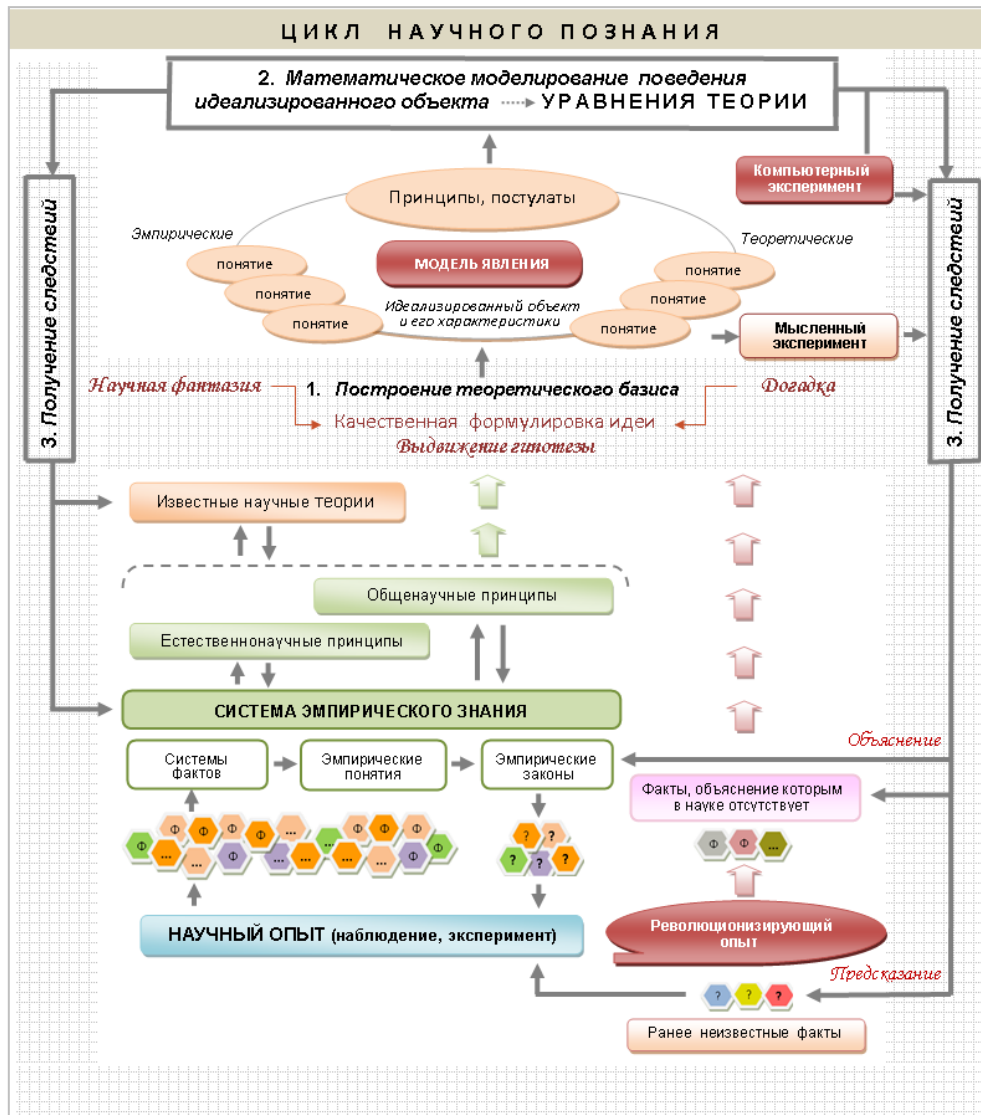 ЦИКЛ НАУЧНОГО ПОЗНАНИЯ
2. Математическое моделирование поведения
идеализированного объекта УРАВНЕНИЯ ТЕОРИИ
3. Получение следствий
Компьютерный
эксперимент
3. Получение следствий
Принципы, постулаты
Эмпирические
Теоретические
понятие
понятие
понятие
МОДЕЛЬ ЯВЛЕНИЯ
понятие
понятие
понятие
Идеализированный объект
и его характеристики
Мысленный
эксперимент
Научная фантазия
1. Построение теоретического базиса
Догадка
Качественная формулировка идеи
Выдвижение гипотезы
Известные научные ТЕОРИИ
Общенаучные принципы
Естественнонаучные принципы
СИСТЕМА ЭМПИРИЧЕСКОГО ЗНАНИЯ
Объяснение
Системы
фактов
Эмпирические
понятия
Эмпирические
законы
Факты, объяснение которым
в науке отсутствует
Ф Ф Ф Ф ... ... Ф Ф Ф Ф
... ... Ф ... ... ... ... Ф ...
? ?
? ? ?
Ф Ф ...
НАУЧНЫЙ ОПЫТ (наблюдение, эксперимент)
Революционизирующий
опыт
Предсказание
? ? ?
Ранее неизвестные факты